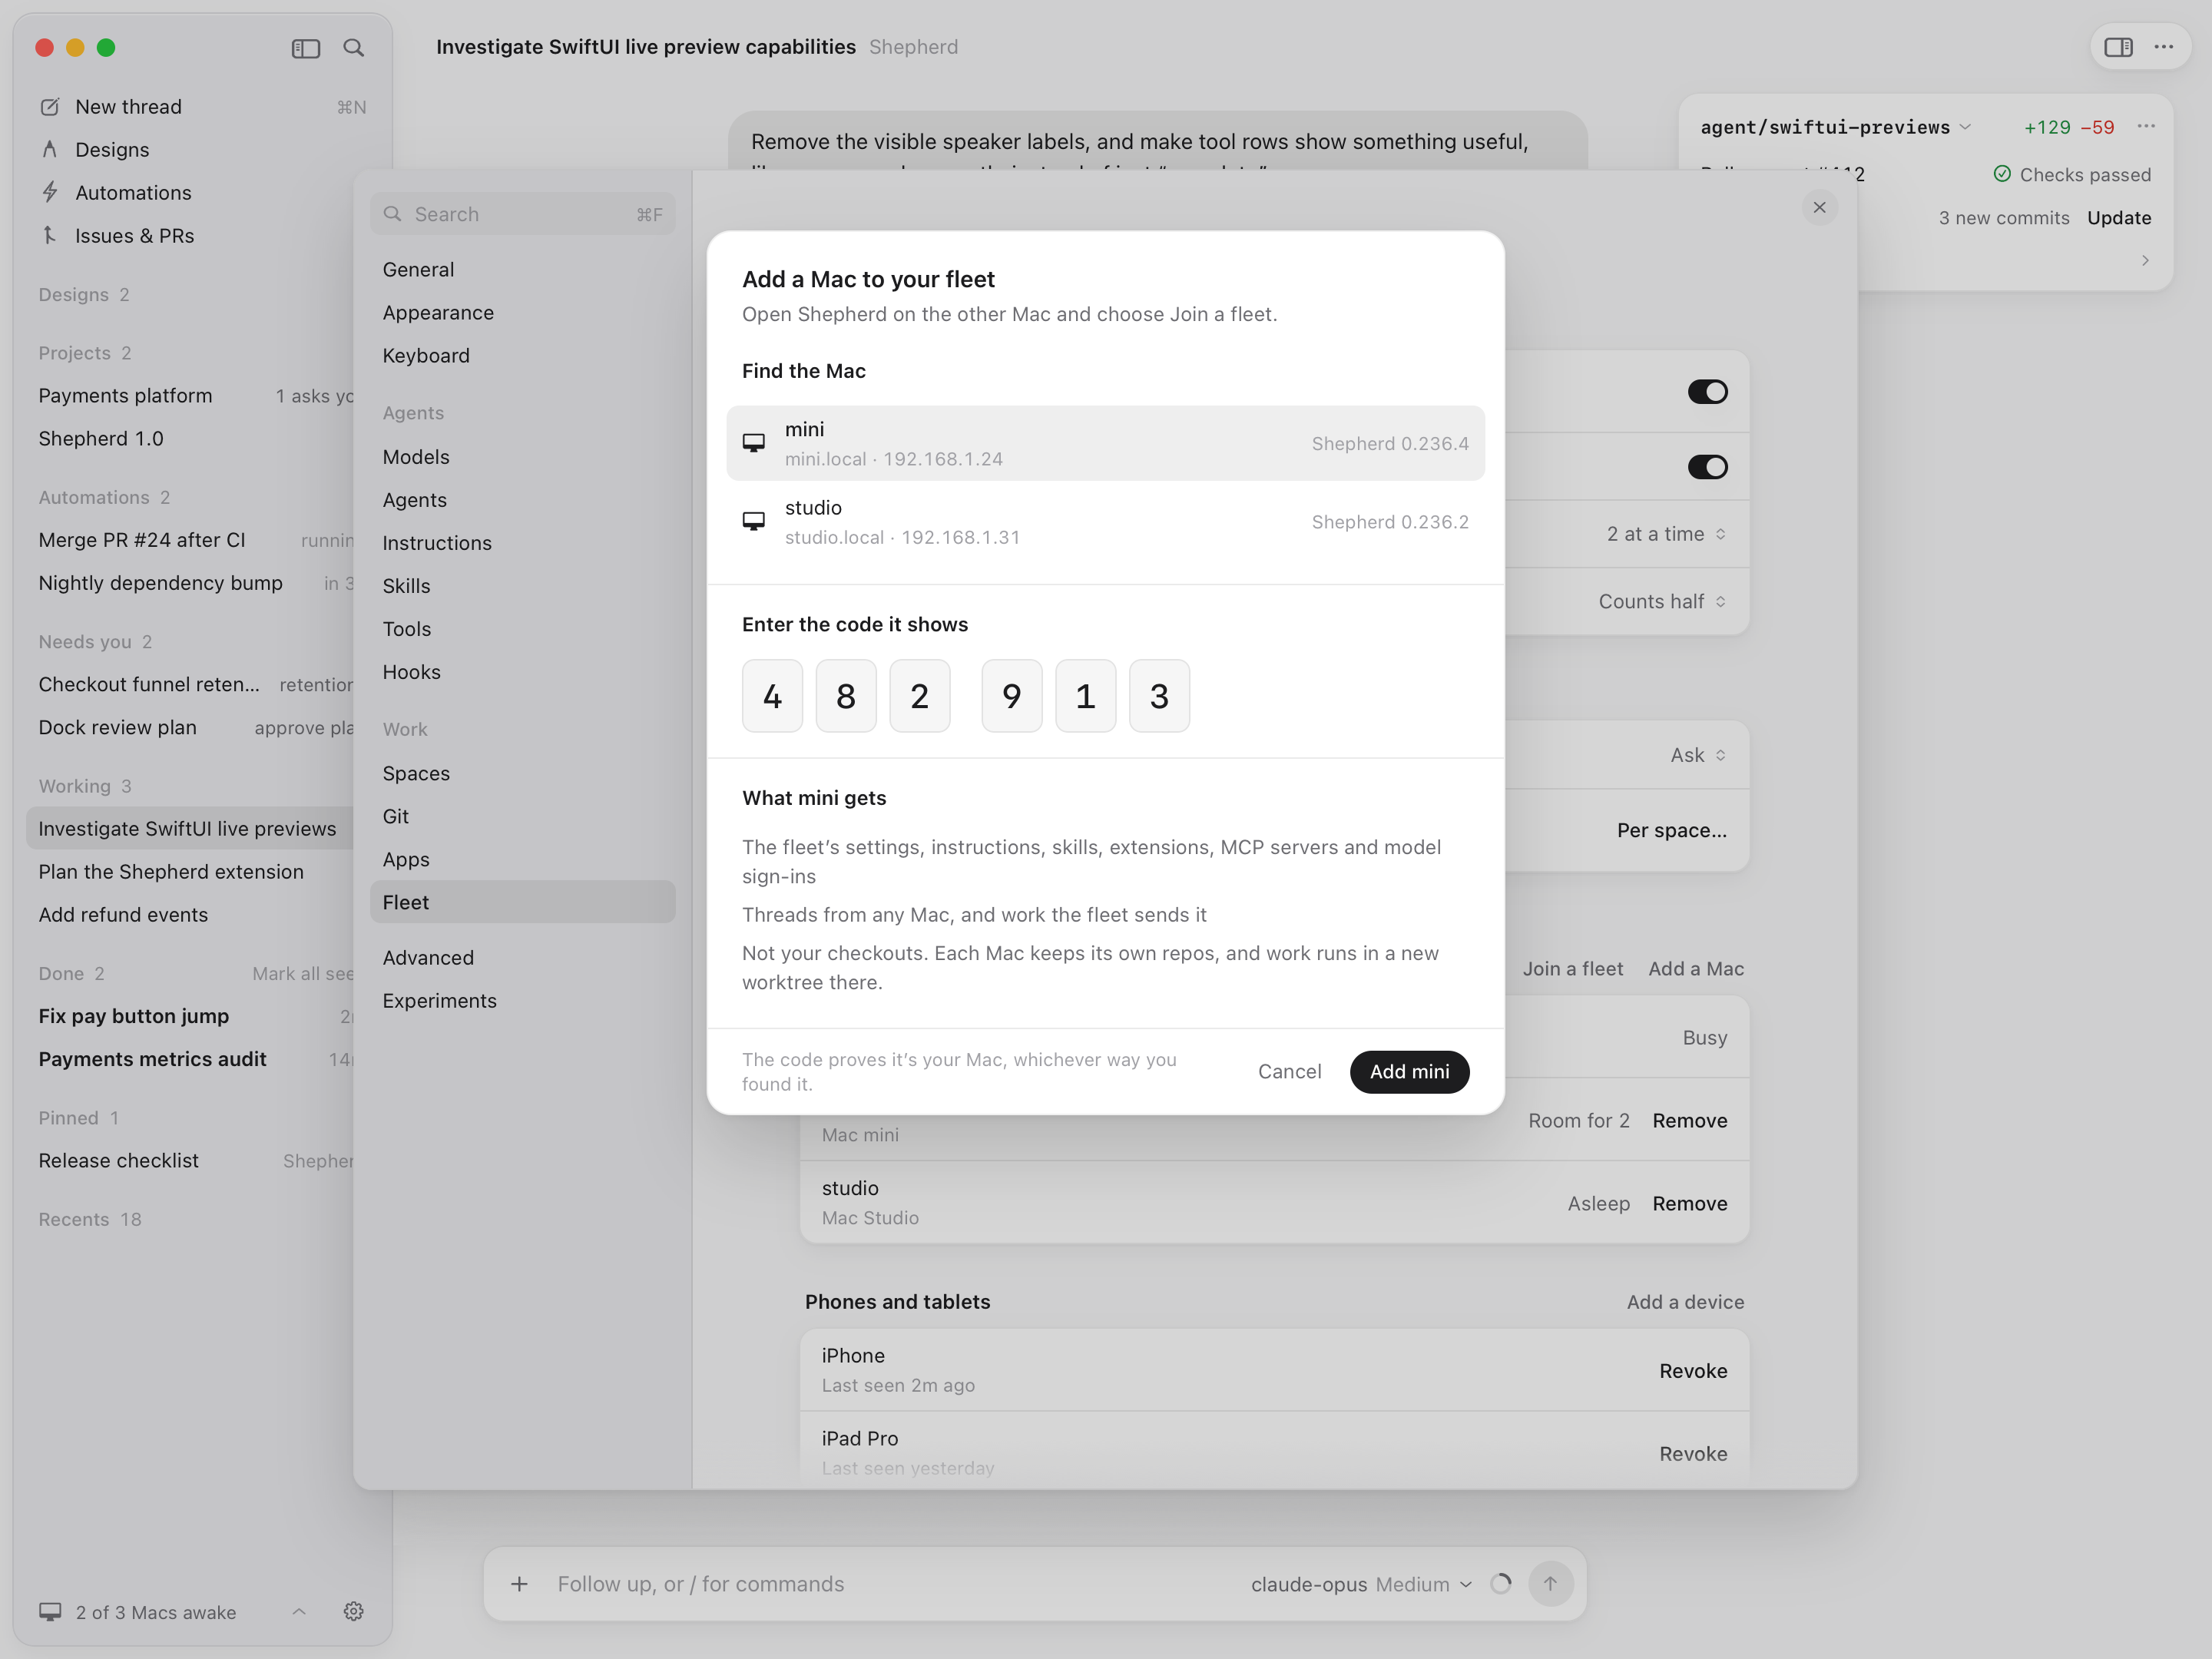 Investigate SwiftUI live preview capabilities Shepherd
New thread ⌘N
Designs
Automations
Issues & PRs
Designs 2
Projects 2
Payments platform 1 asks yo
Shepherd 1.0
Automations 2
Merge PR #24 after CI runnin
Nightly dependency bump in 3
Needs you 2
Checkout funnel reten... retention
Dock review plan approve pla
Working 3
Investigate SwiftUI live previews
Plan the Shepherd extension
Add refund events
Done 2 Mark all see
Fix pay button jump 2
Payments metrics audit 14
Pinned 1
Release checklist Shepher
Recents 18
2 of 3 Macs awake
Remove the visible speaker labels, and make tool rows show something useful,
agent/swiftui-previews +129 −59
Checks passed
3 new commits Update
Search ⌘F
General
Appearance
Keyboard
Agents
Models
Agents
Instructions
Skills
Tools
Hooks
Work
Spaces
Git
Apps
Fleet
Advanced
Experiments
Add a Mac to your fleet
Open Shepherd on the other Mac and choose Join a fleet.
Find the Mac
mini
mini.local · 192.168.1.24
Shepherd 0.236.4
studio
studio.local · 192.168.1.31
Shepherd 0.236.2
Enter the code it shows
4 8 2 9 1 3
What mini gets
The fleet’s settings, instructions, skills, extensions, MCP servers and model
sign-ins
Threads from any Mac, and work the fleet sends it
Not your checkouts. Each Mac keeps its own repos, and work runs in a new
worktree there.
The code proves it’s your Mac, whichever way you
found it.
Cancel Add mini
2 at a time
Counts half
Ask
Per space...
Join a fleet Add a Mac
Busy
Mac mini
Room for 2 Remove
studio
Mac Studio
Asleep Remove
Phones and tablets Add a device
iPhone
Last seen 2m ago
Revoke
iPad Pro
Last seen yesterday
Revoke
Follow up, or / for commands claude-opus Medium